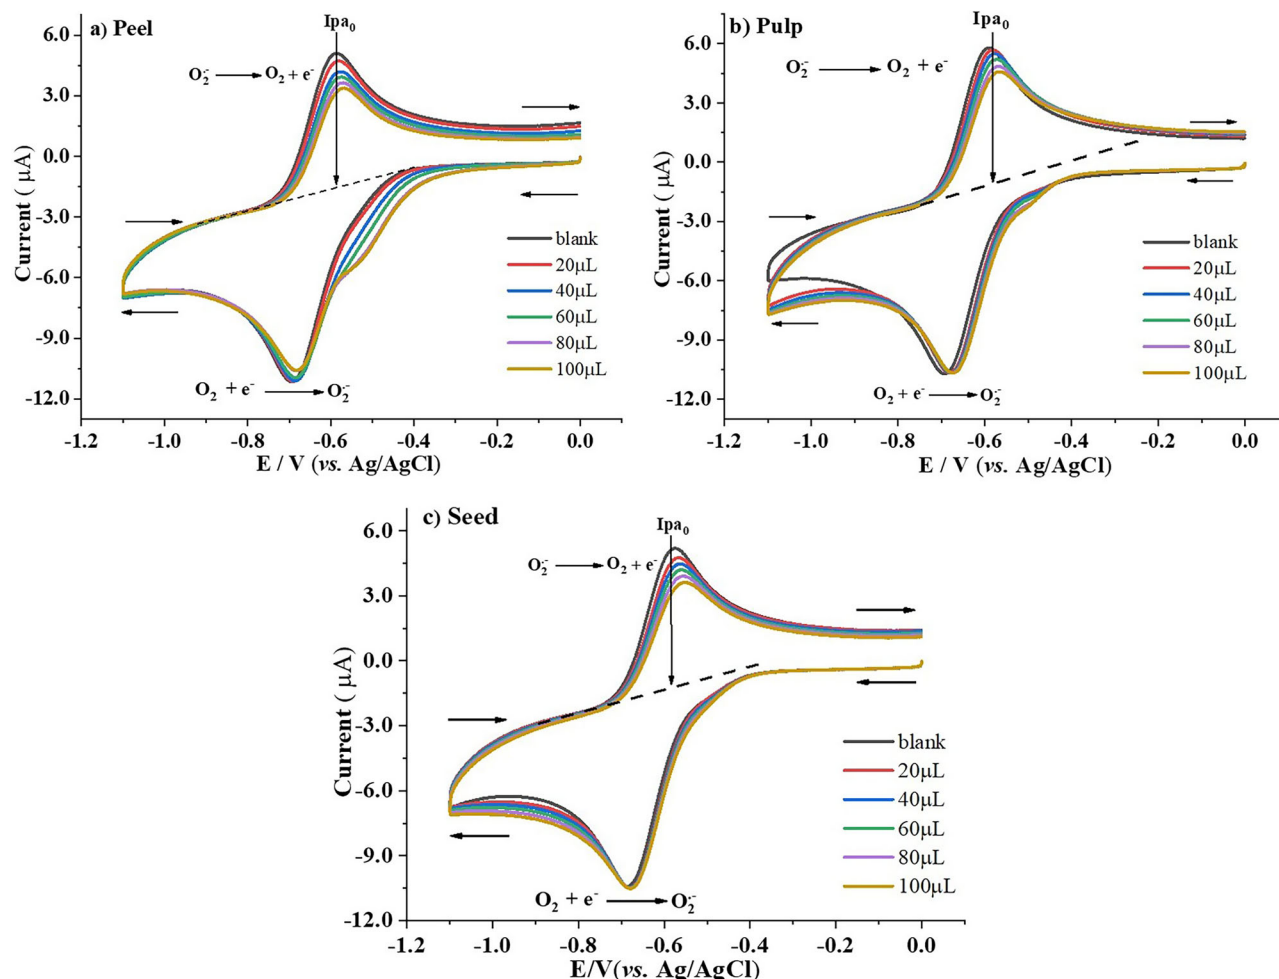 a) Peel
Ipa₀
O₂·⁻ → O₂ + e⁻
Current ( μA)
6.0
3.0
0.0
-3.0
-6.0
-9.0
-12.0
blank
20μL
40μL
60μL
80μL
100μL
O₂ + e⁻ → O₂·⁻
-1.2 -1.0 -0.8 -0.6 -0.4 -0.2 0.0
E / V (vs. Ag/AgCl)
b) Pulp
Ipa₀
O₂·⁻ → O₂ + e⁻
Current ( μA)
6.0
3.0
0.0
-3.0
-6.0
-9.0
-12.0
blank
20μL
40μL
60μL
80μL
100μL
O₂ + e⁻ → O₂·⁻
-1.2 -1.0 -0.8 -0.6 -0.4 -0.2 0.0
E / V (vs. Ag/AgCl)
c) Seed
Ipa₀
O₂·⁻ → O₂ + e⁻
Current ( μA)
6.0
3.0
0.0
-3.0
-6.0
-9.0
-12.0
blank
20μL
40μL
60μL
80μL
100μL
O₂ + e⁻ → O₂·⁻
-1.2 -1.0 -0.8 -0.6 -0.4 -0.2 0.0
E/V(vs. Ag/AgCl)